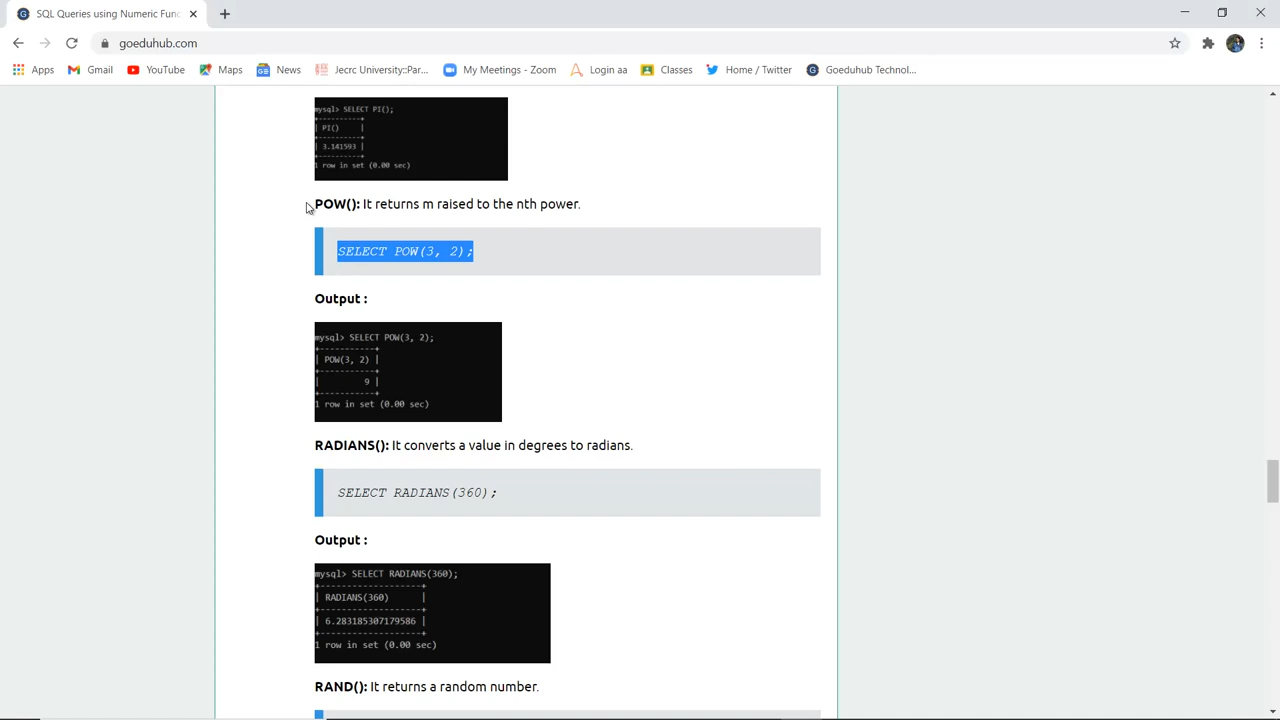 SQL Queries using Numeric Fun
goeduhub.com
Apps
Gmail
YouTube
Maps
News
Jecrc University::Par...
My Meetings - Zoom
Login aa
Classes
Home / Twitter
Goeduhub Technol...
mysql> SELECT PI();
+----------+
| PI()     |
+----------+
| 3.141593 |
+----------+
1 row in set (0.00 sec)
POW(): It returns m raised to the nth power.
SELECT POW(3, 2);
Output :
mysql> SELECT POW(3, 2);
+-----------+
| POW(3, 2) |
+-----------+
|         9 |
+-----------+
1 row in set (0.00 sec)
RADIANS(): It converts a value in degrees to radians.
SELECT RADIANS(360);
Output :
mysql> SELECT RADIANS(360);
+-------------------+
| RADIANS(360)      |
+-------------------+
| 6.283185307179586 |
+-------------------+
1 row in set (0.00 sec)
RAND(): It returns a random number.